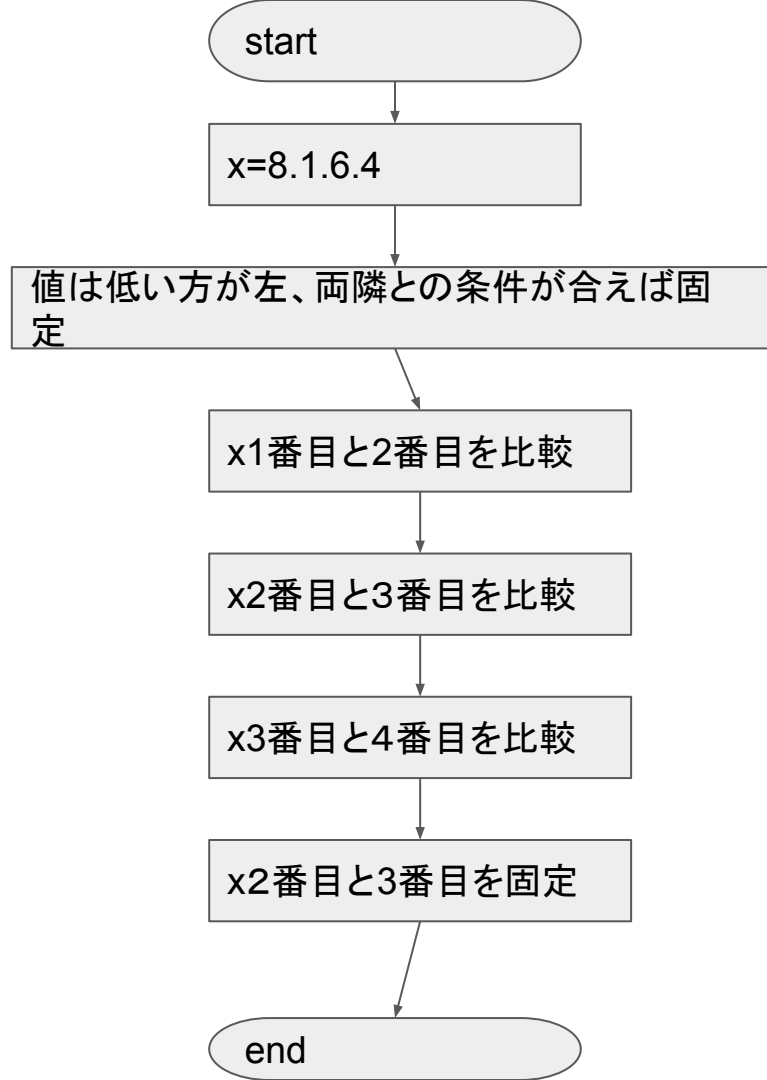 start
x=8.1.6.4
値は低い方が左、両隣との条件が合えば固
定
x1番目と2番目を比較
x2番目と３番目を比較
x3番目と４番目を比較
x２番目と3番目を固定
end